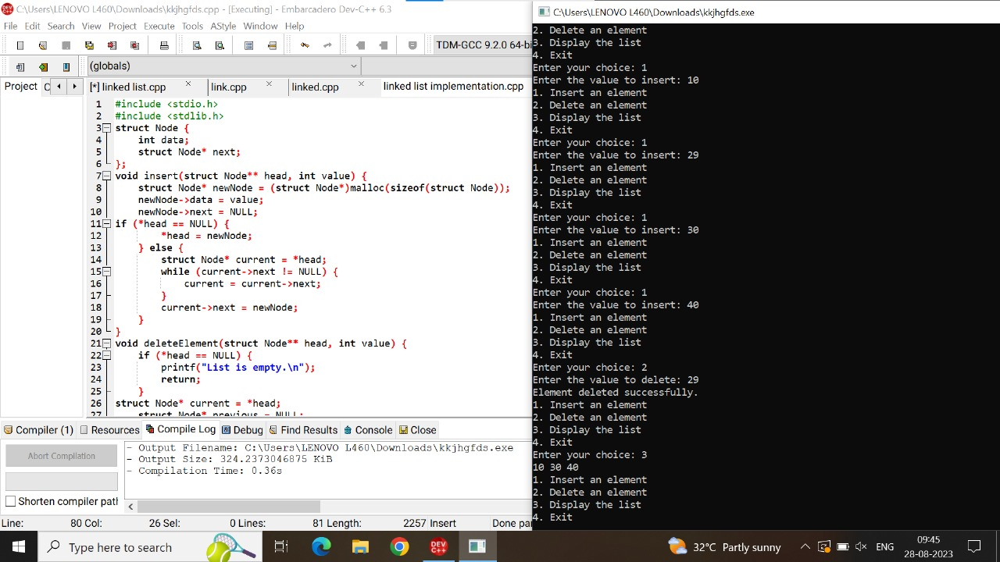 C:\Users\LENOVO L460\Downloads\kkjhgfds.cpp - [Executing] - Embarcadero Dev-C++ 6.3
File Edit Search View Project Execute Tools AStyle Window Help
TDM-GCC 9.2.0 64-bi
(globals)
Project C [*] linked list.cpp link.cpp linked.cpp linked list implementation.cpp
1 #include <stdio.h>
2 #include <stdlib.h>
3 struct Node {
4 int data;
5 struct Node* next;
6 };
7 void insert(struct Node** head, int value) {
8 struct Node* newNode = (struct Node*)malloc(sizeof(struct Node));
9 newNode->data = value;
10 newNode->next = NULL;
11 if (*head == NULL) {
12 *head = newNode;
13 } else {
14 struct Node* current = *head;
15 while (current->next != NULL) {
16 current = current->next;
17 }
18 current->next = newNode;
19 }
20 }
21 void deleteElement(struct Node** head, int value) {
22 if (*head == NULL) {
23 printf("List is empty.\n");
24 return;
25 }
26 struct Node* current = *head;
27 struct Node* previous = NULL;
Compiler (1) Resources Compile Log Debug Find Results Console Close
Abort Compilation
Shorten compiler path
- Output Filename: C:\Users\LENOVO L460\Downloads\kkjhgfds.exe
- Output Size: 324.2373046875 KiB
- Compilation Time: 0.36s
Line: 80 Col: 26 Sel: 0 Lines: 81 Length: 2257 Insert Done pa
C:\Users\LENOVO L460\Downloads\kkjhgfds.exe
2. Delete an element
3. Display the list
4. Exit
Enter your choice: 1
Enter the value to insert: 10
1. Insert an element
2. Delete an element
3. Display the list
4. Exit
Enter your choice: 1
Enter the value to insert: 29
1. Insert an element
2. Delete an element
3. Display the list
4. Exit
Enter your choice: 1
Enter the value to insert: 30
1. Insert an element
2. Delete an element
3. Display the list
4. Exit
Enter your choice: 1
Enter the value to insert: 40
1. Insert an element
2. Delete an element
3. Display the list
4. Exit
Enter your choice: 2
Enter the value to delete: 29
Element deleted successfully.
1. Insert an element
2. Delete an element
3. Display the list
4. Exit
Enter your choice: 3
10 30 40
1. Insert an element
2. Delete an element
3. Display the list
4. Exit
Type here to search
DEV C++
32°C Partly sunny
ENG
09:45
28-08-2023